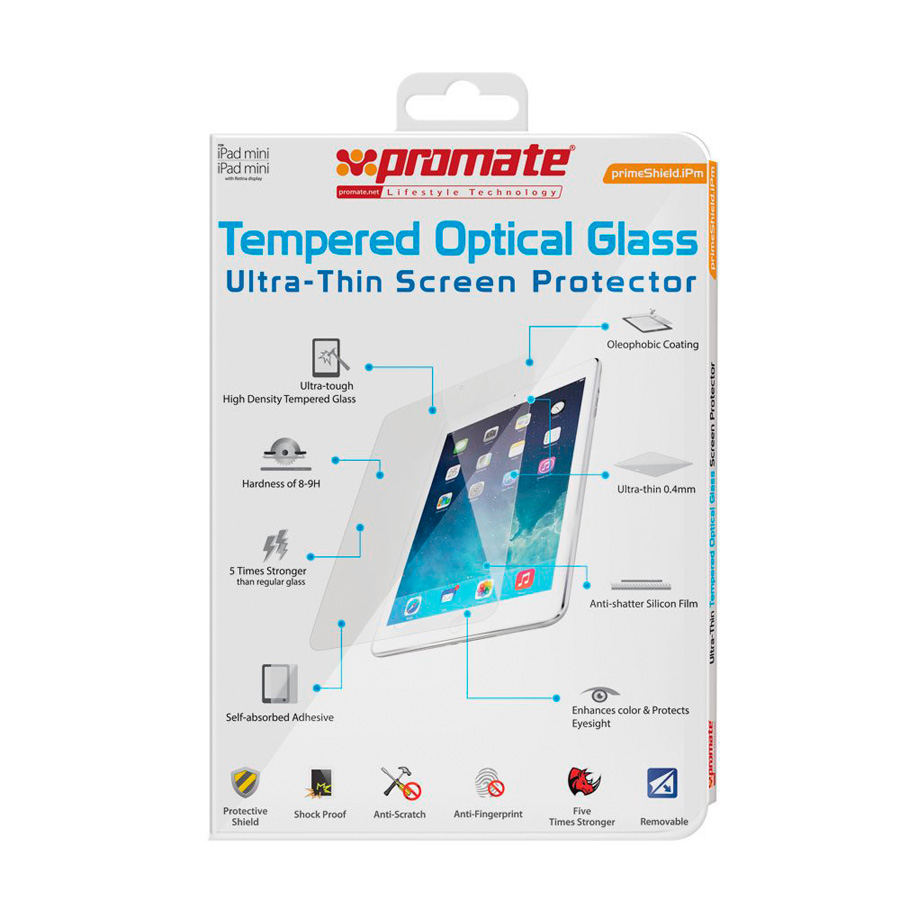 FOR
iPad mini
iPad mini
with Retina display
promate®
promate.net Lifestyle Technology
primeShield.iPm
primeShield.iPm
Tempered Optical Glass
Ultra-Thin Screen Protector
Oleophobic Coating
Ultra-tough
High Density Tempered Glass
Hardness of 8-9H
Ultra-thin 0.4mm
5 Times Stronger
than regular glass
Anti-shatter Silicon Film
Self-absorbed Adhesive
Enhances color & Protects
Eyesight
Ultra-Thin Tempered Optical Glass Screen Protector
promate
Protective
Shield
Shock Proof
Anti-Scratch
Anti-Fingerprint
Five
Times Stronger
Removable